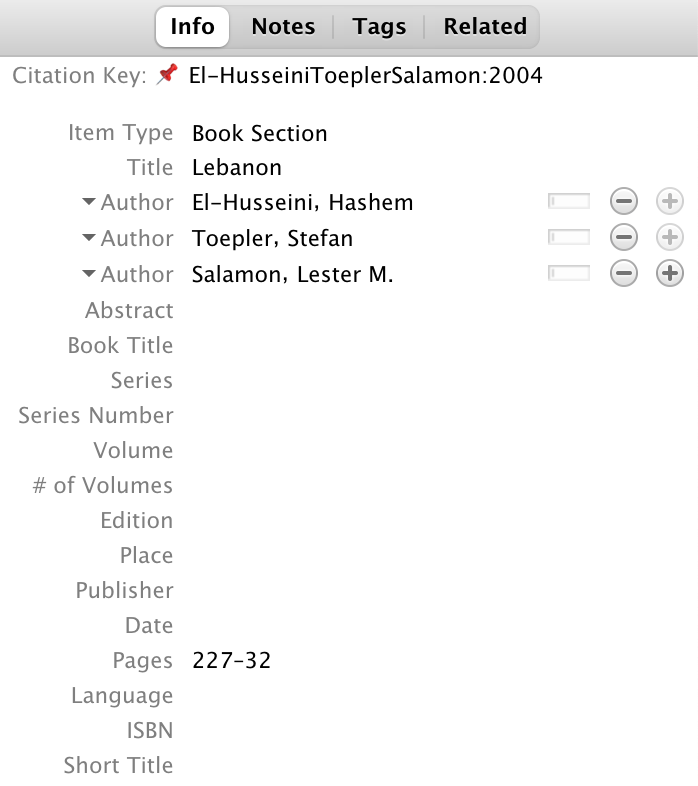 Info Notes Tags Related
Citation Key: El-HusseiniToeplerSalamon:2004
Item Type Book Section
Title Lebanon
Author El-Husseini, Hashem
Author Toepler, Stefan
Author Salamon, Lester M.
Abstract
Book Title
Series
Series Number
Volume
# of Volumes
Edition
Place
Publisher
Date
Pages 227-32
Language
ISBN
Short Title